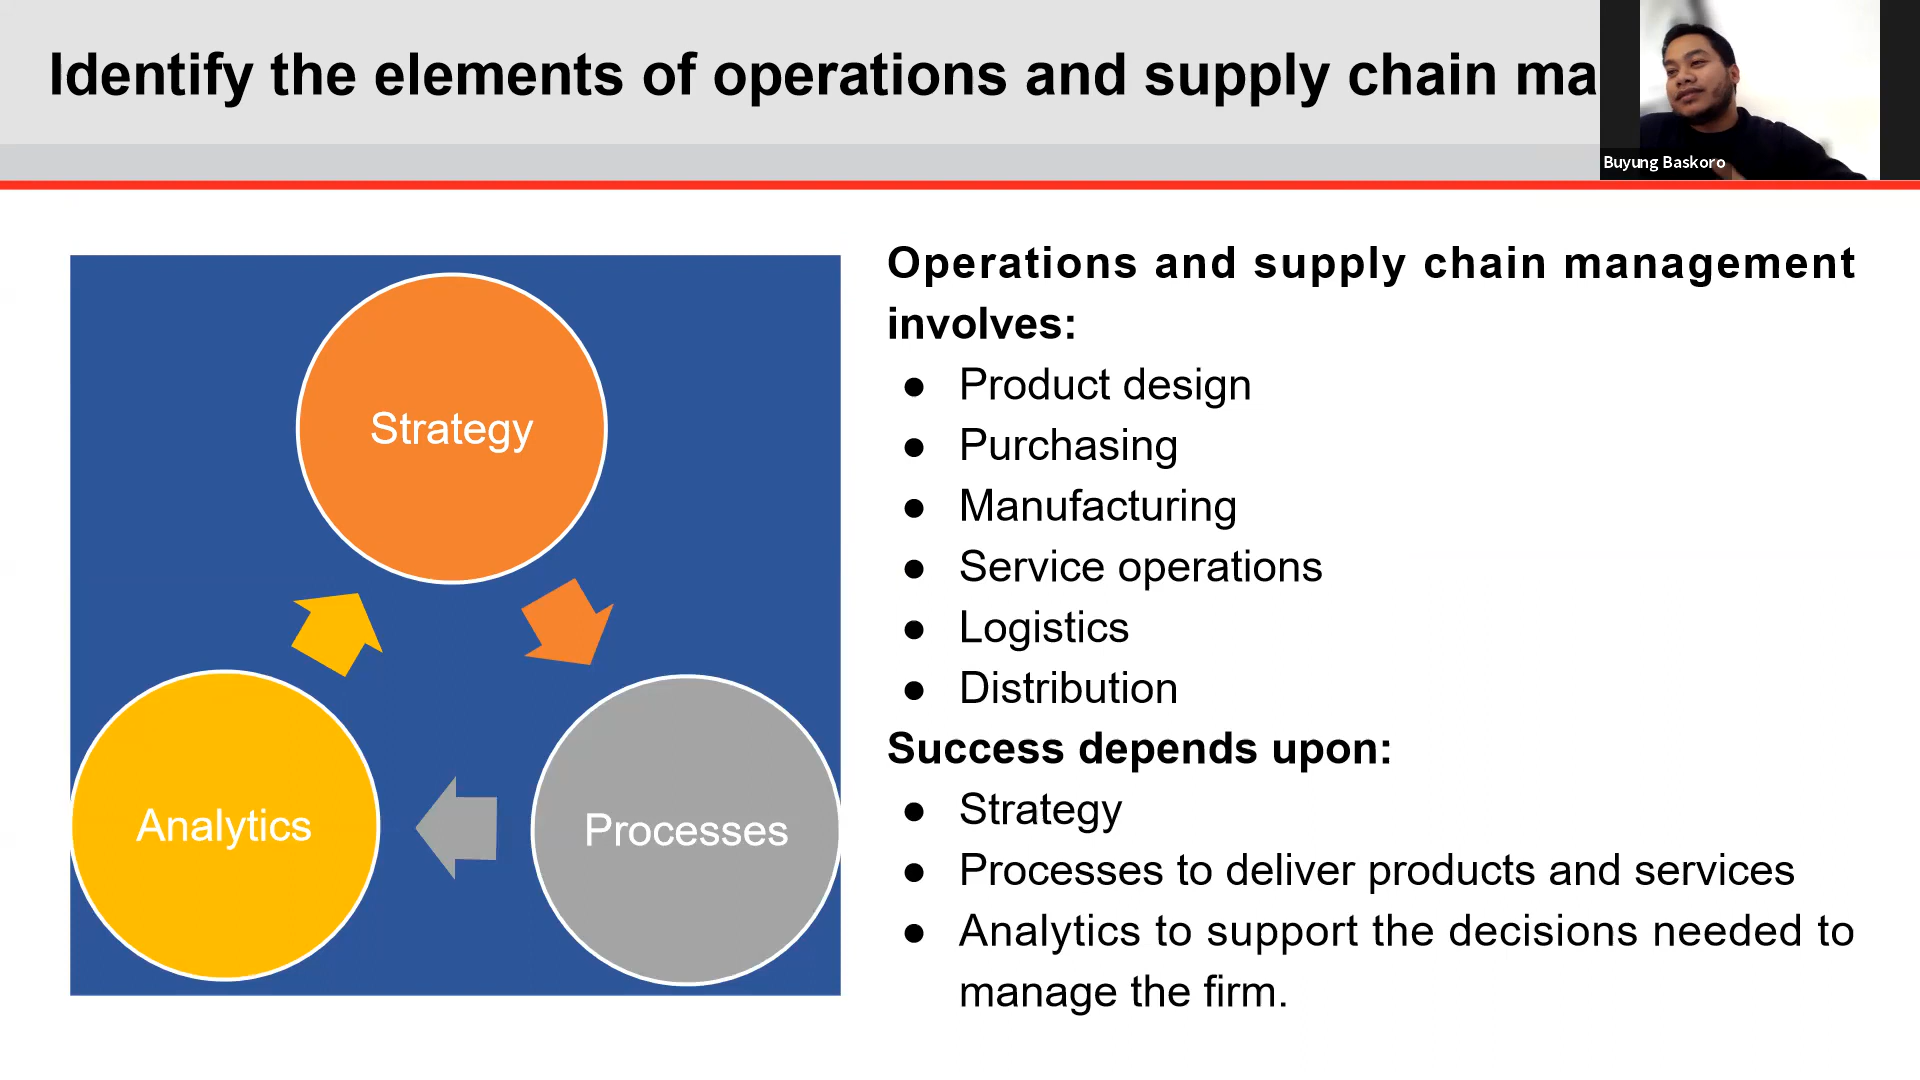 Identify the elements of operations and supply chain ma
Buyung Baskoro
Strategy
Analytics
Processes
Operations and supply chain management
involves:
● Product design
● Purchasing
● Manufacturing
● Service operations
● Logistics
● Distribution
Success depends upon:
● Strategy
● Processes to deliver products and services
● Analytics to support the decisions needed to
manage the firm.